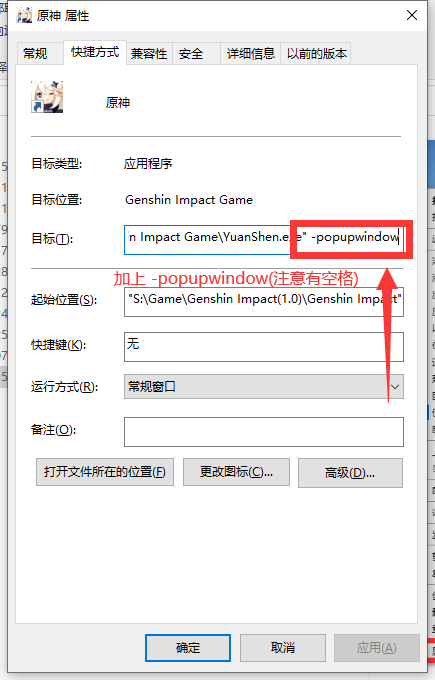 原神 属性
常规 快捷方式 兼容性 安全 详细信息 以前的版本
原神
目标类型: 应用程序
目标位置: Genshin Impact Game
目标(T): n Impact Game\YuanShen.exe" -popupwindow
加上 -popupwindow(注意有空格)
起始位置(S): "S:\Game\Genshin Impact(1.0)\Genshin Impact"
快捷键(K): 无
运行方式(R): 常规窗口
备注(O):
打开文件所在的位置(F) 更改图标(C)... 高级(D)...
确定 取消 应用(A)